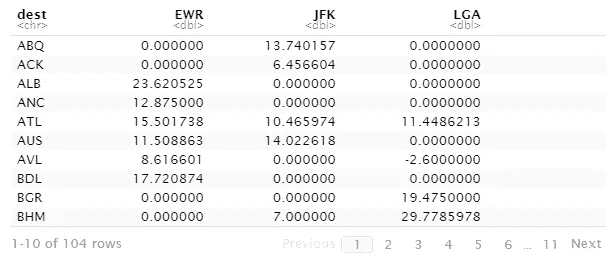 dest EWR JFK LGA
<chr> <dbl> <dbl> <dbl>
ABQ 0.000000 13.740157 0.0000000
ACK 0.000000 6.456604 0.0000000
ALB 23.620525 0.000000 0.0000000
ANC 12.875000 0.000000 0.0000000
ATL 15.501738 10.465974 11.4486213
AUS 11.508863 14.022618 0.0000000
AVL 8.616601 0.000000 -2.6000000
BDL 17.720874 0.000000 0.0000000
BGR 0.000000 0.000000 19.4750000
BHM 0.000000 7.000000 29.7785978
1-10 of 104 rows Previous 1 2 3 4 5 6 ... 11 Next